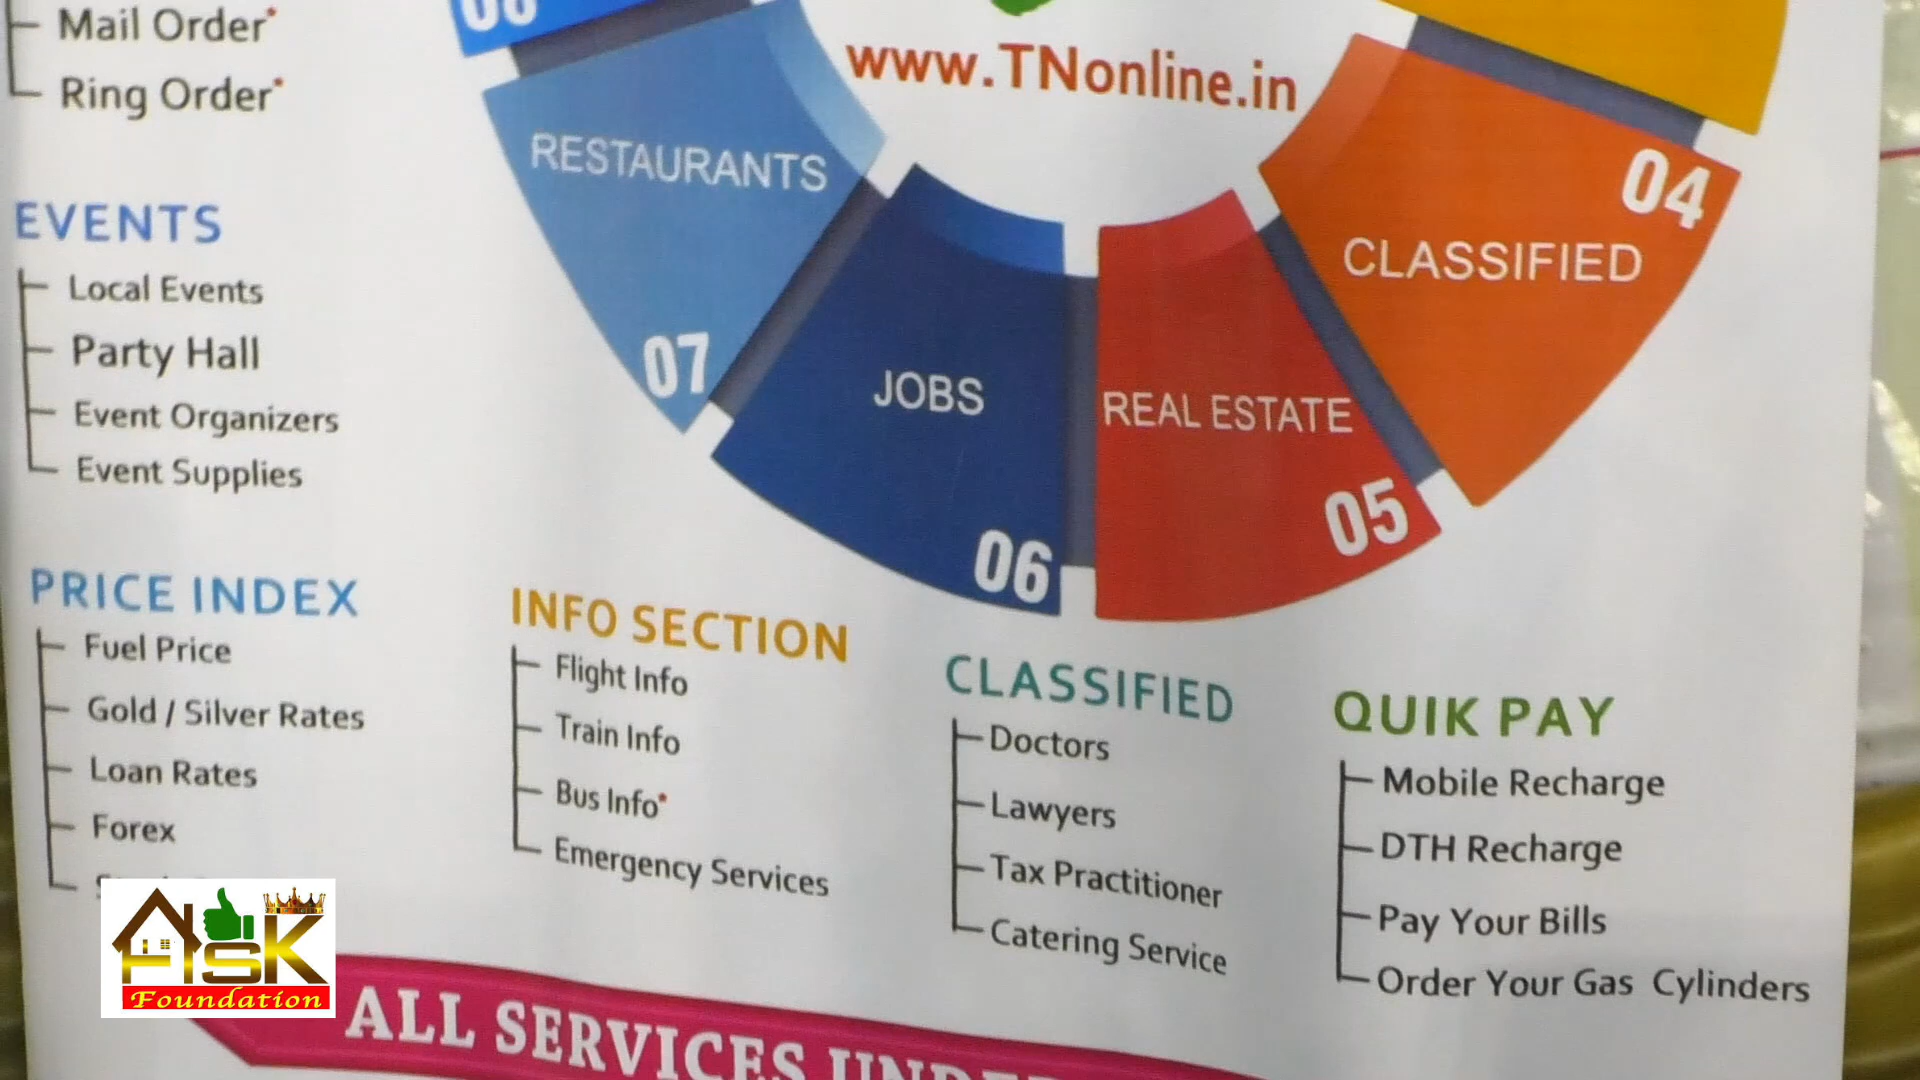 Mail Order*
Ring Order*
www.TNonline.in
RESTAURANTS
07
JOBS
06
REAL ESTATE
05
CLASSIFIED
04
EVENTS
Local Events
Party Hall
Event Organizers
Event Supplies
PRICE INDEX
Fuel Price
Gold / Silver Rates
Loan Rates
Forex
INFO SECTION
Flight Info
Train Info
Bus Info*
Emergency Services
CLASSIFIED
Doctors
Lawyers
Tax Practitioner
Catering Service
QUIK PAY
Mobile Recharge
DTH Recharge
Pay Your Bills
Order Your Gas Cylinders
AsK
Foundation
ALL SERVICES